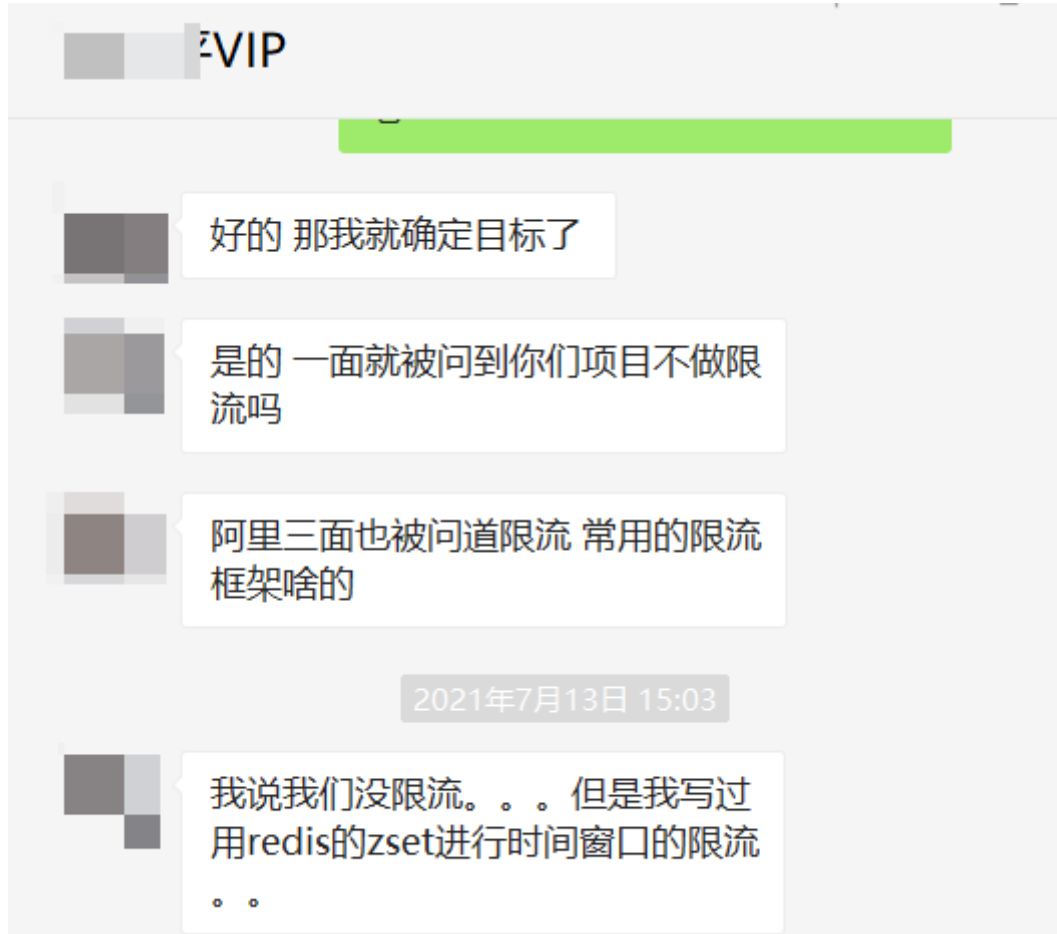 VIP
好的 那我就确定目标了
是的 一面就被问到你们项目不做限
流吗
阿里三面也被问道限流 常用的限流
框架啥的
2021年7月13日 15:03
我说我们没限流。。。但是我写过
用redis的zset进行时间窗口的限流
。。